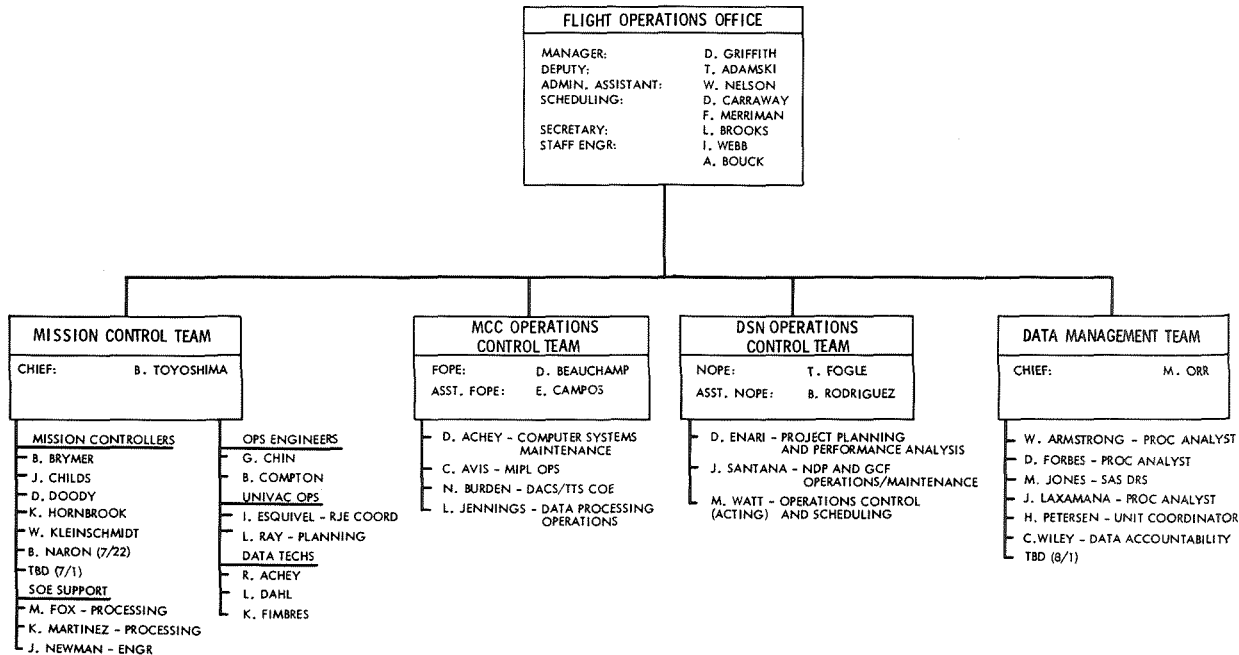 FLIGHT OPERATIONS OFFICE
MANAGER: D. GRIFFITH
DEPUTY: T. ADAMSKI
ADMIN. ASSISTANT: W. NELSON
SCHEDULING: D. CARRAWAY
F. MERRIMAN
SECRETARY: L. BROOKS
STAFF ENGR: I. WEBB
A. BOUCK
MISSION CONTROL TEAM
CHIEF: B. TOYOSHIMA
MISSION CONTROLLERS
B. BRYMER
J. CHILDS
D. DOODY
K. HORNBROOK
W. KLEINSCHMIDT
B. NARON (7/22)
TBD (7/1)
SOE SUPPORT
M. FOX - PROCESSING
K. MARTINEZ - PROCESSING
J. NEWMAN - ENGR
OPS ENGINEERS
G. CHIN
B. COMPTON
UNIVAC OPS
I. ESQUIVEL - RJE COORD
L. RAY - PLANNING
DATA TECHS
R. ACHEY
L. DAHL
K. FIMBRES
MCC OPERATIONS
CONTROL TEAM
FOPE: D. BEAUCHAMP
ASST. FOPE: E. CAMPOS
D. ACHEY - COMPUTER SYSTEMS
MAINTENANCE
C. AVIS - MIPL OPS
N. BURDEN - DACS/TTS COE
L. JENNINGS - DATA PROCESSING
OPERATIONS
DSN OPERATIONS
CONTROL TEAM
NOPE: T. FOGLE
ASST. NOPE: B. RODRIGUEZ
D. ENARI - PROJECT PLANNING
AND PERFORMANCE ANALYSIS
J. SANTANA - NDP AND GCF
OPERATIONS/MAINTENANCE
M. WATT - OPERATIONS CONTROL
(ACTING) AND SCHEDULING
DATA MANAGEMENT TEAM
CHIEF: M. ORR
W. ARMSTRONG - PROC ANALYST
D. FORBES - PROC ANALYST
M. JONES - SAS DRS
J. LAXAMANA - PROC ANALYST
H. PETERSEN - UNIT COORDINATOR
C. WILEY - DATA ACCOUNTABILITY
TBD (8/1)